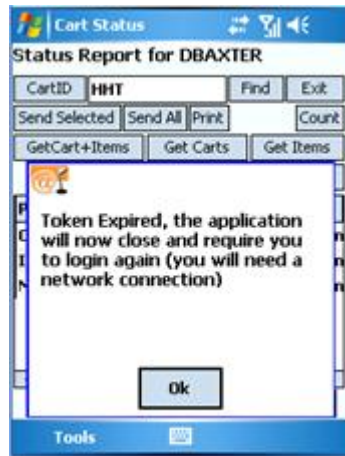 Cart Status
Status Report for DBAXTER
CartID HHT Find Exit
Send Selected Send All Print Count
GetCart+Items Get Carts Get Items
Token Expired, the application
will now close and require you
to login again (you will need a
network connection)
Ok
Tools